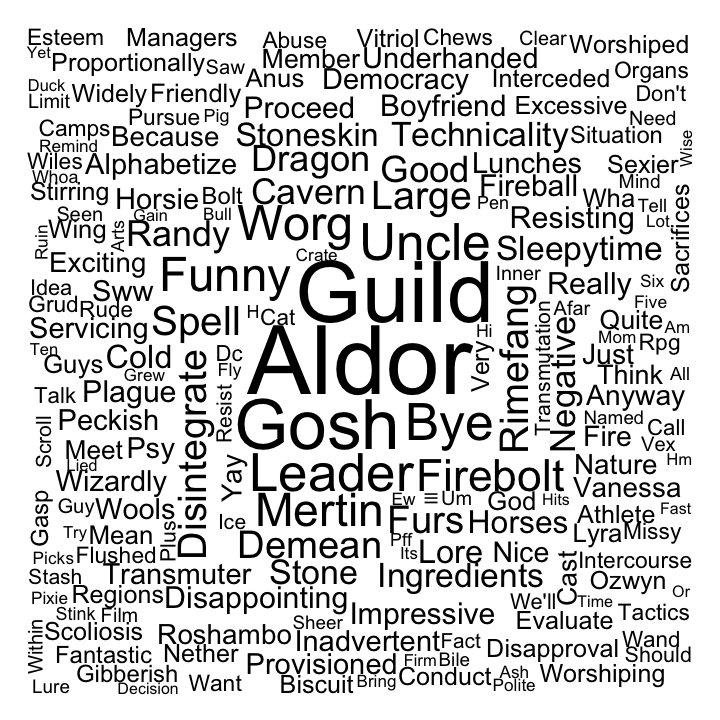 Esteem Managers Abuse Vitriol Chews Clear Worshiped
Yet Proportionally Saw Member Underhanded
Anus Democracy Interceded Organs
Duck Widely Friendly Don't
Limit Proceed Boyfriend Excessive
Pursue Pig Need
Camps Because Stoneskin Technicality Situation
Remind Wise
Wiles Alphabetize Dragon Good Lunches Sexier
Whoa Fireball Mind
Stirring Horsie Bolt Cavern Large Pen Wha Tell
Seen Gain Bull Worg Resisting Lot
Ruin Wing Arts Randy Uncle Sleepytime Sacrifices
Exciting Crate
Funny Guild Inner Really Six
Idea Sww
Grud Rude Five
Servicing Spell H Cat Afar Quite Am
Ten Aldor Hi Mom Rpg
Guys Cold Dc Very Rimefang Transmutation Negative Just
Grew Fly Think All
Talk Plague Resist Anyway
Peckish Disintegrate Gosh Bye Named Call
Scroll Fire Vex
Meet Psy Hm
Lied Yay Leader Firebolt Nature
Wizardly Vanessa
Gasp Guy Wools Mertin Ew ≡ Um God Hits Fast
Ice Furs Horses Athlete
Try Mean Plus Demean Pff Lyra Missy
Picks Flushed Its Lore Nice Cast Intercourse
Stash Transmuter Stone Ingredients Ozwyn
Pixie Regions Disappointing We'll Time Or
Stink Film Impressive Evaluate Tactics
Within Scoliosis Roshambo Sheer Wand
Inadvertent Fact Disapproval Should
Fantastic Nether Provisioned Firm Bile
Gibberish Conduct Ash Worshiping
Lure Decision Want Biscuit Bring Polite